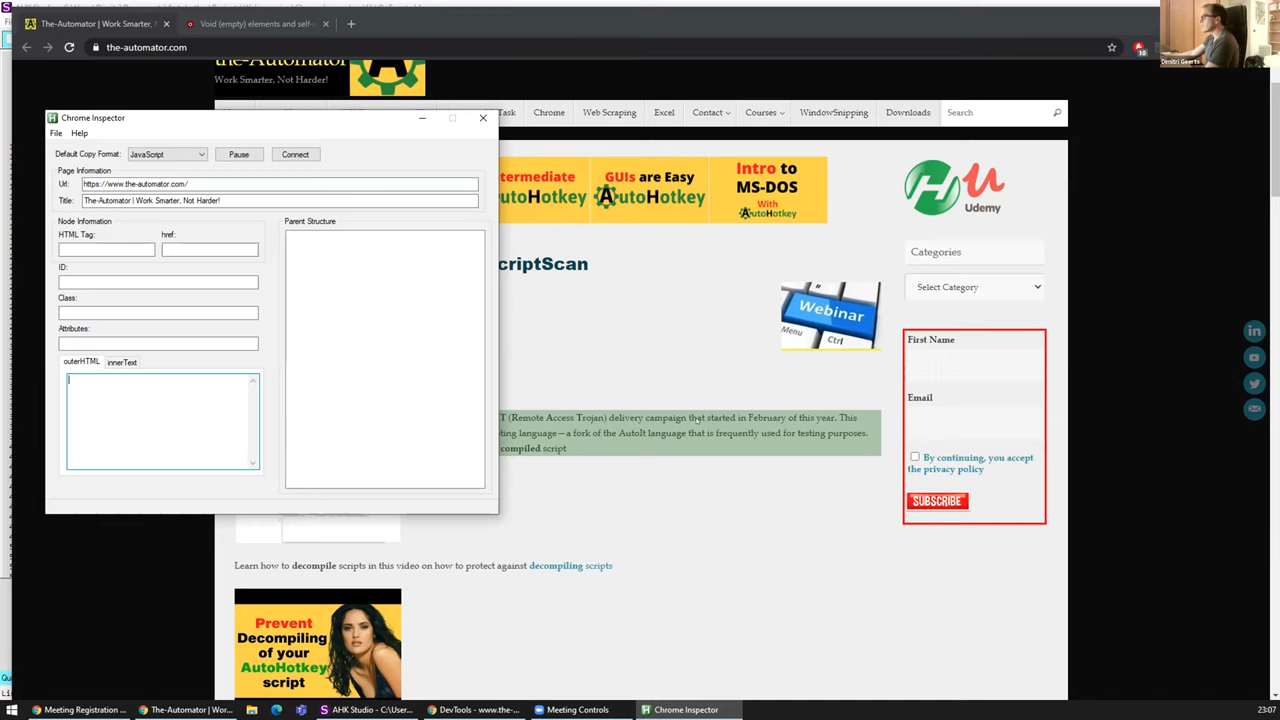 The-Automator | Work Smarter,
Void (empty) elements and self-
the-automator.com
10
Dimitri Geerts
the-Automator
Work Smarter, Not Harder!
Task
Chrome
Web Scraping
Excel
Contact
Courses
WindowSnipping
Downloads
Search
Chrome Inspector
File
Help
Default Copy Format:
JavaScript
Pause
Connect
Page Information
Url:
https://www.the-automator.com/
Title:
The-Automator | Work Smarter, Not Harder!
Node Information
Parent Structure
HTML Tag:
href:
ID:
Class:
Attributes:
outerHTML
innerText
termediate
utoHotkey
GUIs are Easy
AutoHotkey
Intro to
MS-DOS
With
AutoHotkey
Udemy
criptScan
Webinar
Menu
Ctrl
Categories
Select Category
T (Remote Access Trojan) delivery campaign that started in February of this year. This
pting language—a fork of the AutoIt language that is frequently used for testing purposes.
compiled script
First Name
Email
By continuing, you accept
the privacy policy
SUBSCRIBE
Learn how to decompile scripts in this video on how to protect against decompiling scripts
Prevent
Decompiling
of your
AutoHotkey
script
Meeting Registration ...
The-Automator | Wor...
AHK Studio - C:\User...
DevTools - www.the-...
Meeting Controls
Chrome Inspector
23:07